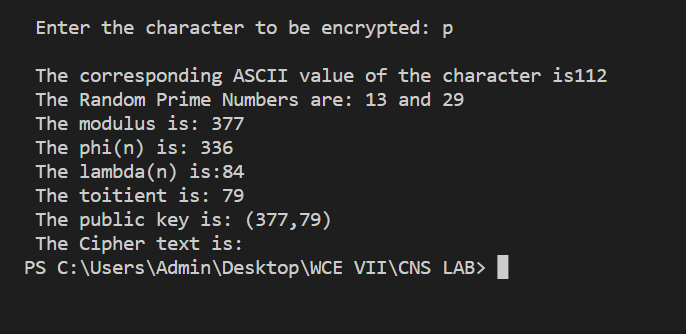 Enter the character to be encrypted: p
The corresponding ASCII value of the character is112
The Random Prime Numbers are: 13 and 29
The modulus is: 377
The phi(n) is: 336
The lambda(n) is:84
The toitient is: 79
The public key is: (377,79)
The Cipher text is:
PS C:\Users\Admin\Desktop\WCE VII\CNS LAB>